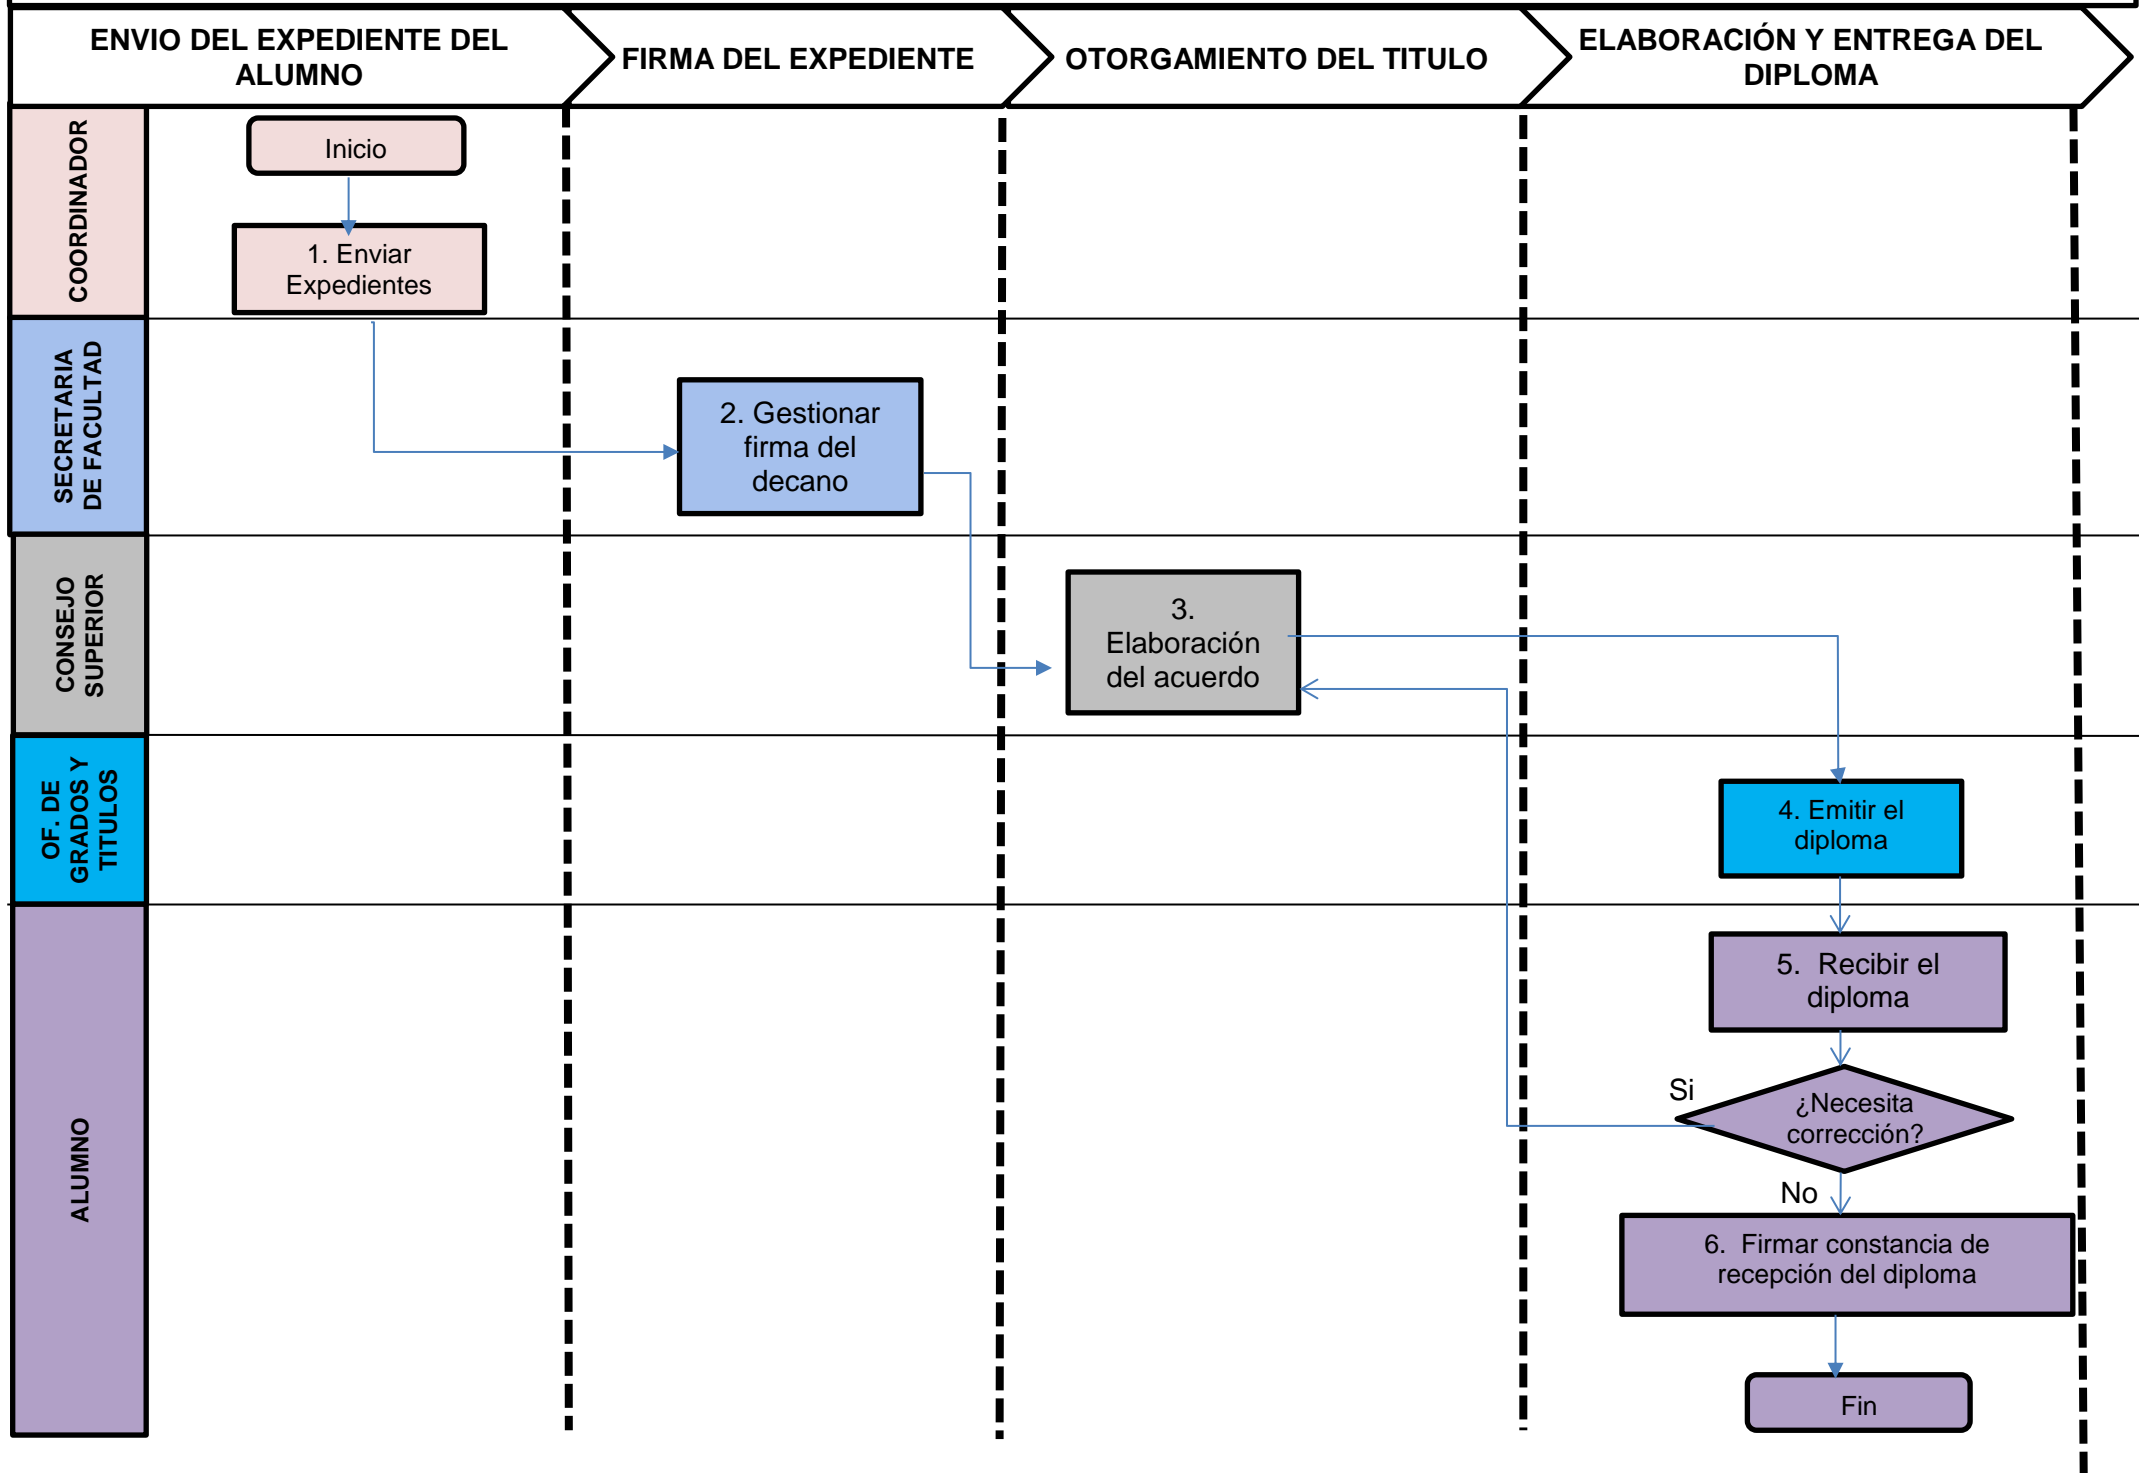 ENVIO DEL EXPEDIENTE DEL
ALUMNO
FIRMA DEL EXPEDIENTE
OTORGAMIENTO DEL TITULO
ELABORACIÓN Y ENTREGA DEL
DIPLOMA
COORDINADOR
Inicio
1. Enviar
Expedientes
SECRETARIA
DE FACULTAD
2. Gestionar
firma del
decano
CONSEJO
SUPERIOR
3.
Elaboración
del acuerdo
OF. DE
GRADOS Y
TITULOS
4. Emitir el
diploma
ALUMNO
5. Recibir el
diploma
Si
¿Necesita
corrección?
No
6. Firmar constancia de
recepción del diploma
Fin